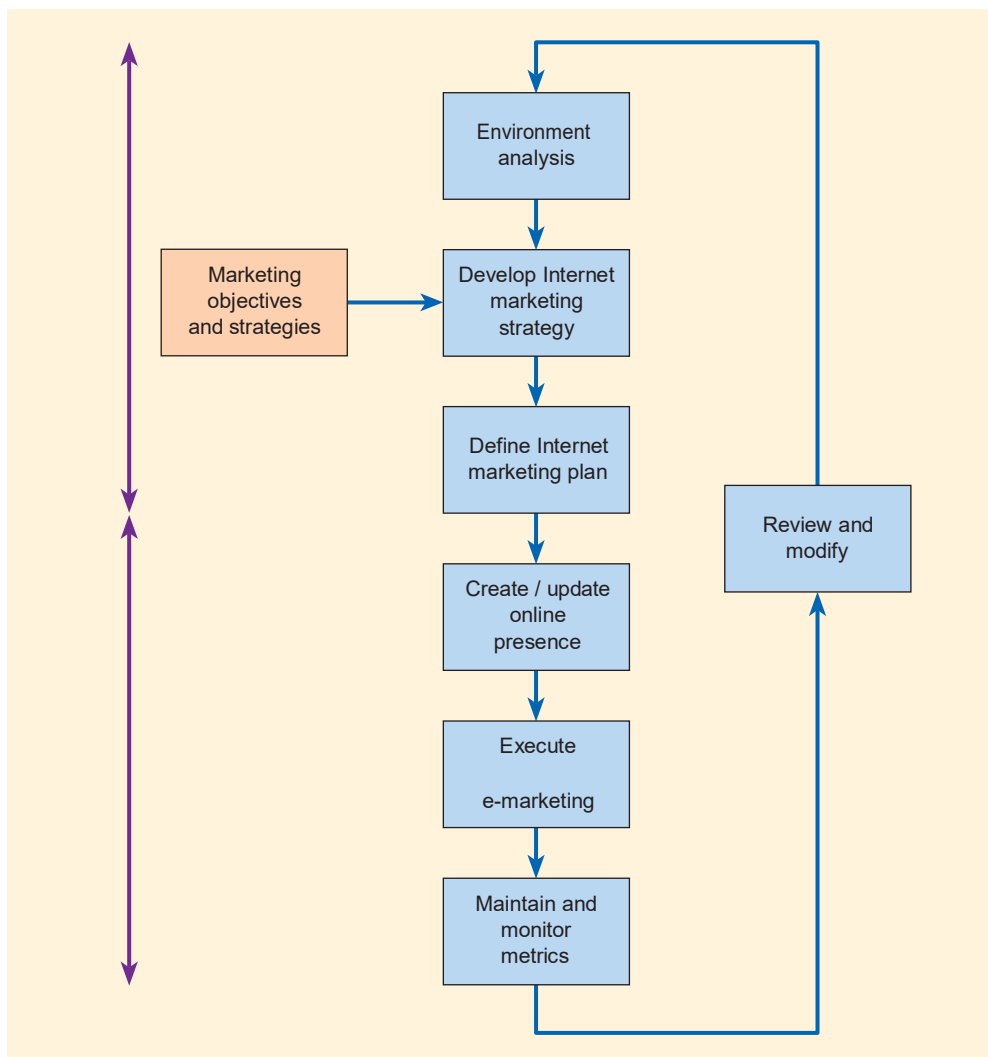 Environment
analysis
Marketing
objectives
and strategies
Develop Internet
marketing
strategy
Define Internet
marketing plan
Review and
modify
Create / update
online
presence
Execute
e-marketing
Maintain and
monitor
metrics